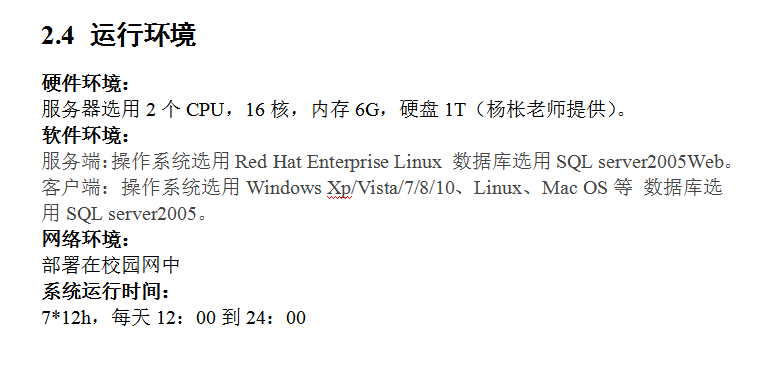 2.4 运行环境
硬件环境：
服务器选用 2 个 CPU，16 核，内存 6G，硬盘 1T（杨枨老师提供）。
软件环境：
服务端：操作系统选用 Red Hat Enterprise Linux 数据库选用 SQL server2005Web。
客户端：操作系统选用 Windows Xp/Vista/7/8/10、Linux、Mac OS 等 数据库选
用 SQL server2005。
网络环境：
部署在校园网中
系统运行时间：
7*12h，每天 12：00 到 24：00